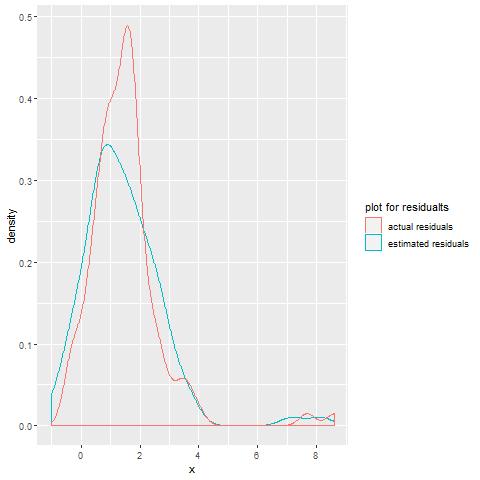 0.5
0.4
0.3
0.2
0.1
0.0
density
0 2 4 6 8
x
plot for residualts
actual residuals
estimated residuals